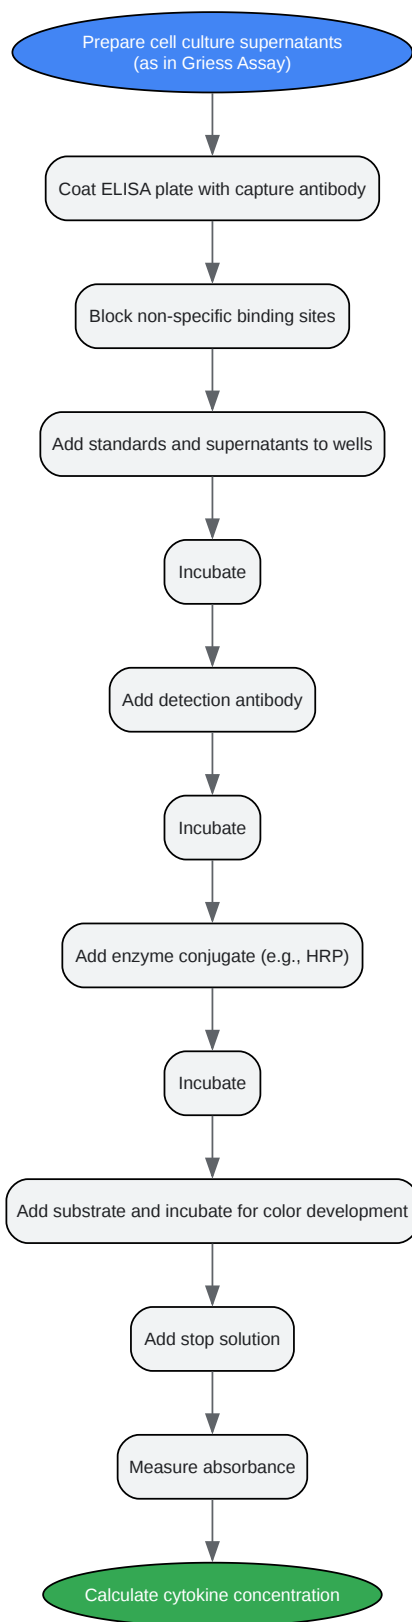 Prepare cell culture supernatants
(as in Griess Assay)
Coat ELISA plate with capture antibody
Block non-specific binding sites
Add standards and supernatants to wells
Incubate
Add detection antibody
Incubate
Add enzyme conjugate (e.g., HRP)
Incubate
Add substrate and incubate for color development
Add stop solution
Measure absorbance
Calculate cytokine concentration